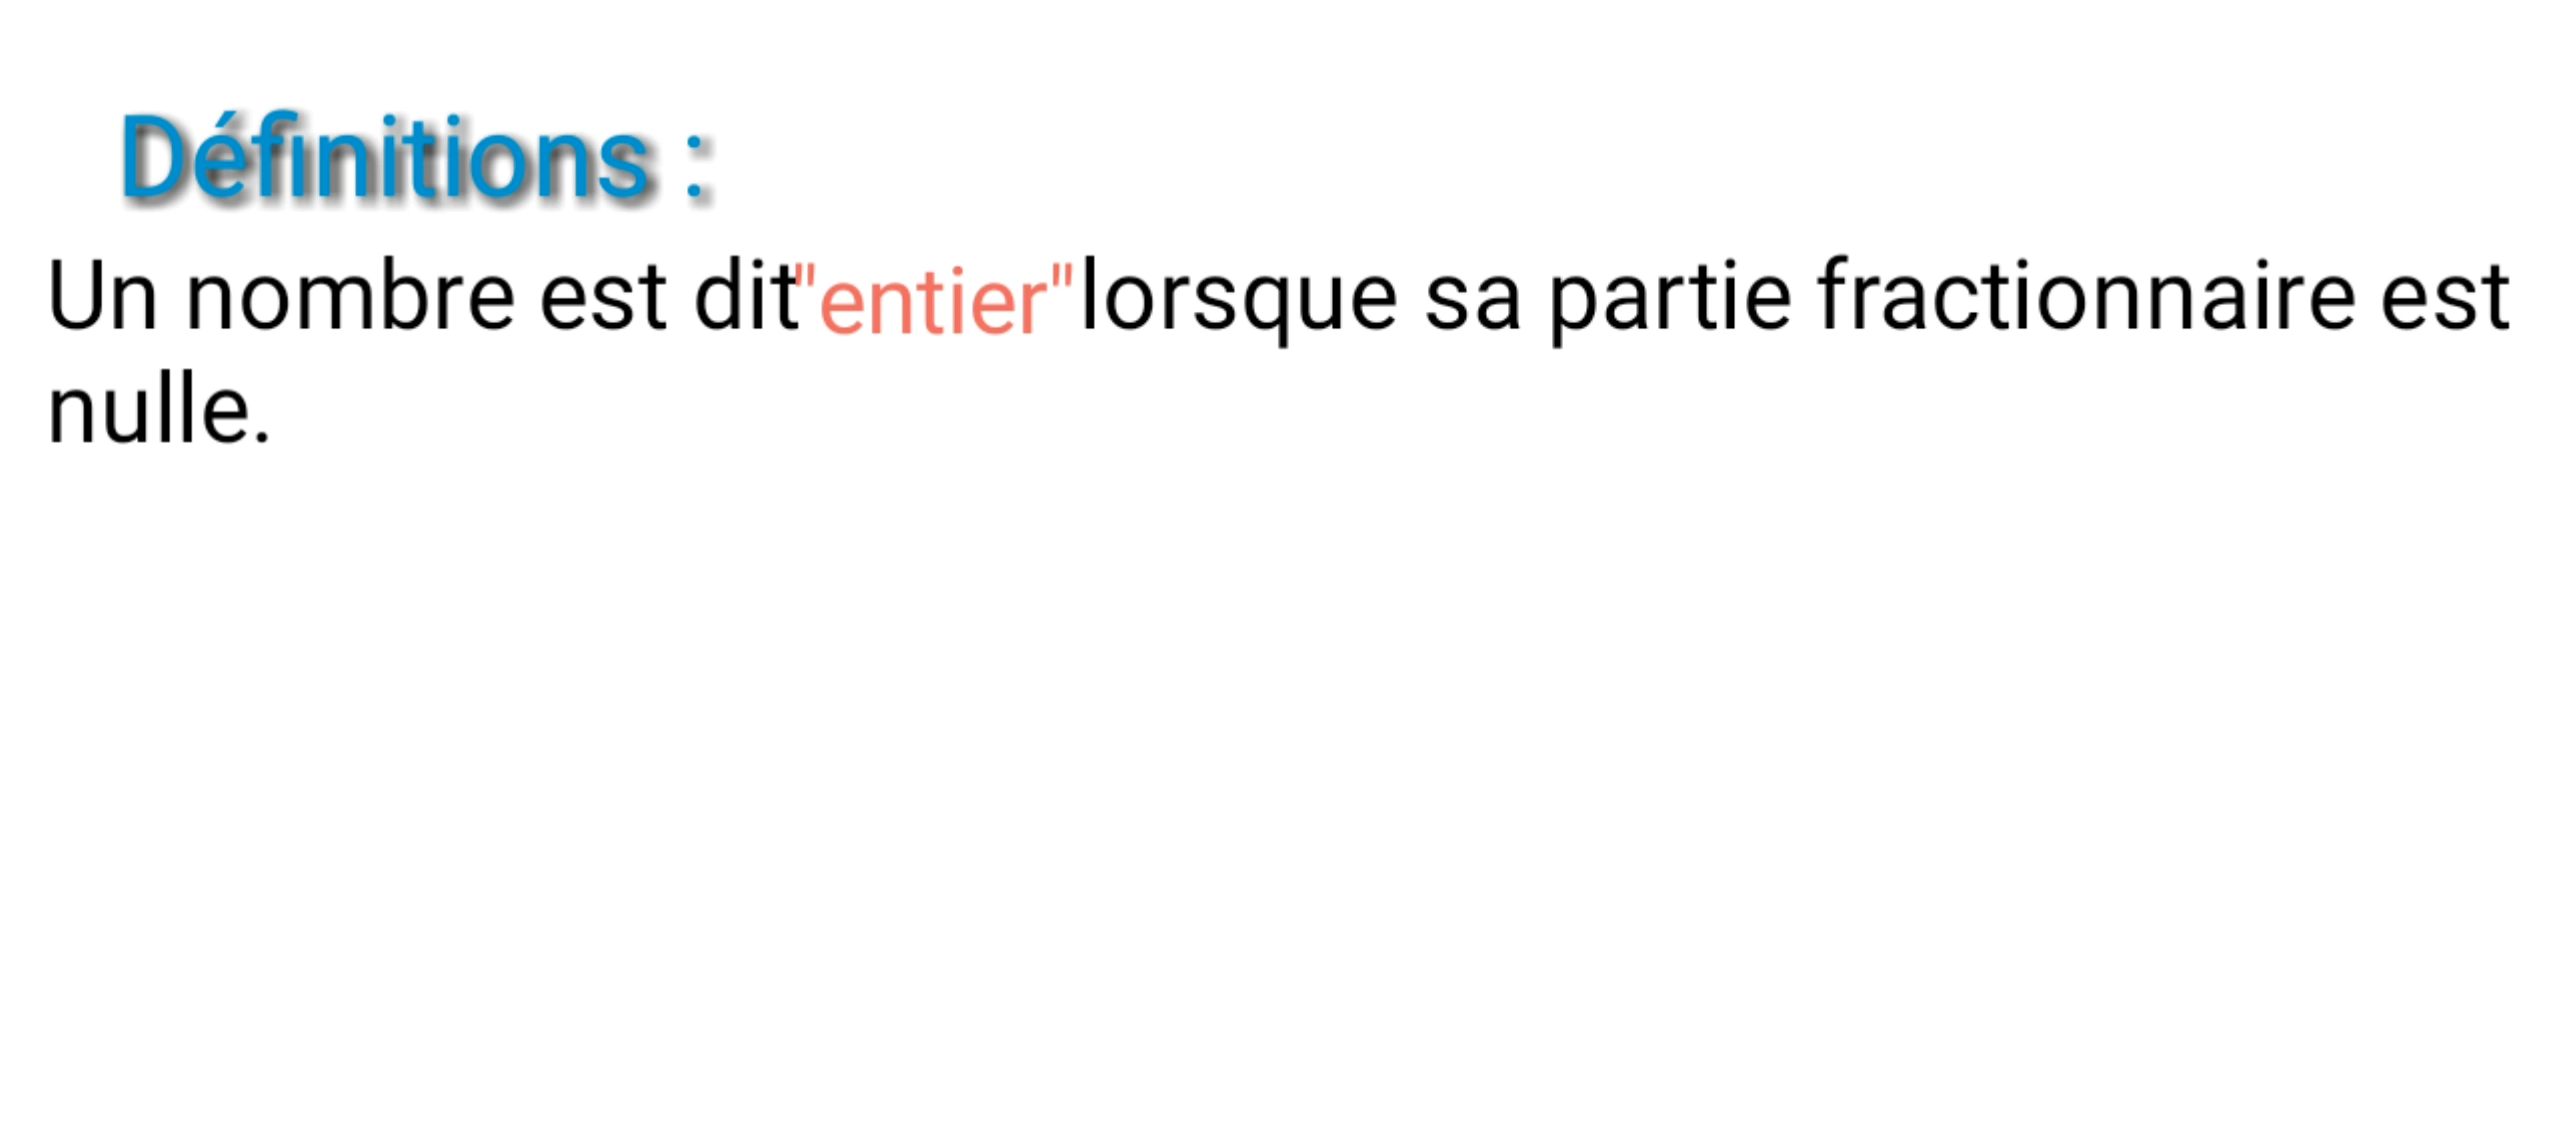 Définitions :
Un nombre est dit"entier"lorsque sa partie fractionnaire est
nulle.